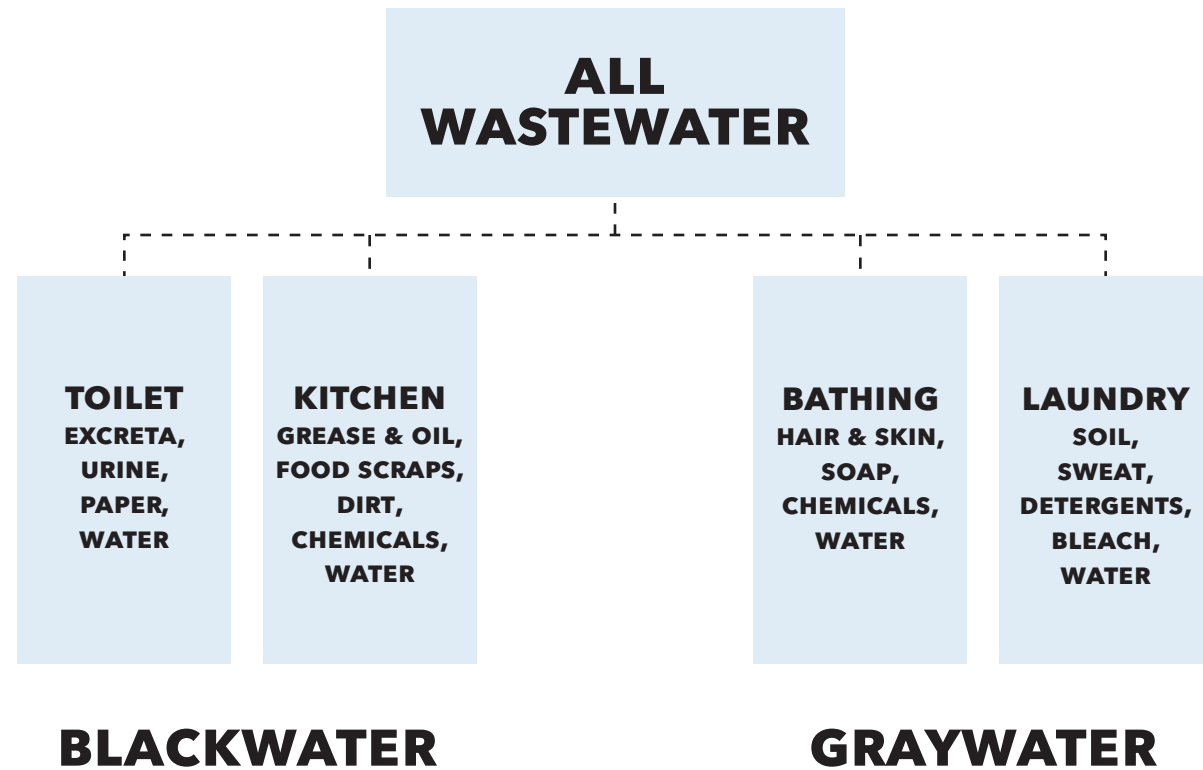 ALL
WASTEWATER
TOILET
EXCRETA,
URINE,
PAPER,
WATER
KITCHEN
GREASE & OIL,
FOOD SCRAPS,
DIRT,
CHEMICALS,
WATER
BATHING
HAIR & SKIN,
SOAP,
CHEMICALS,
WATER
LAUNDRY
SOIL,
SWEAT,
DETERGENTS,
BLEACH,
WATER
BLACKWATER
GRAYWATER